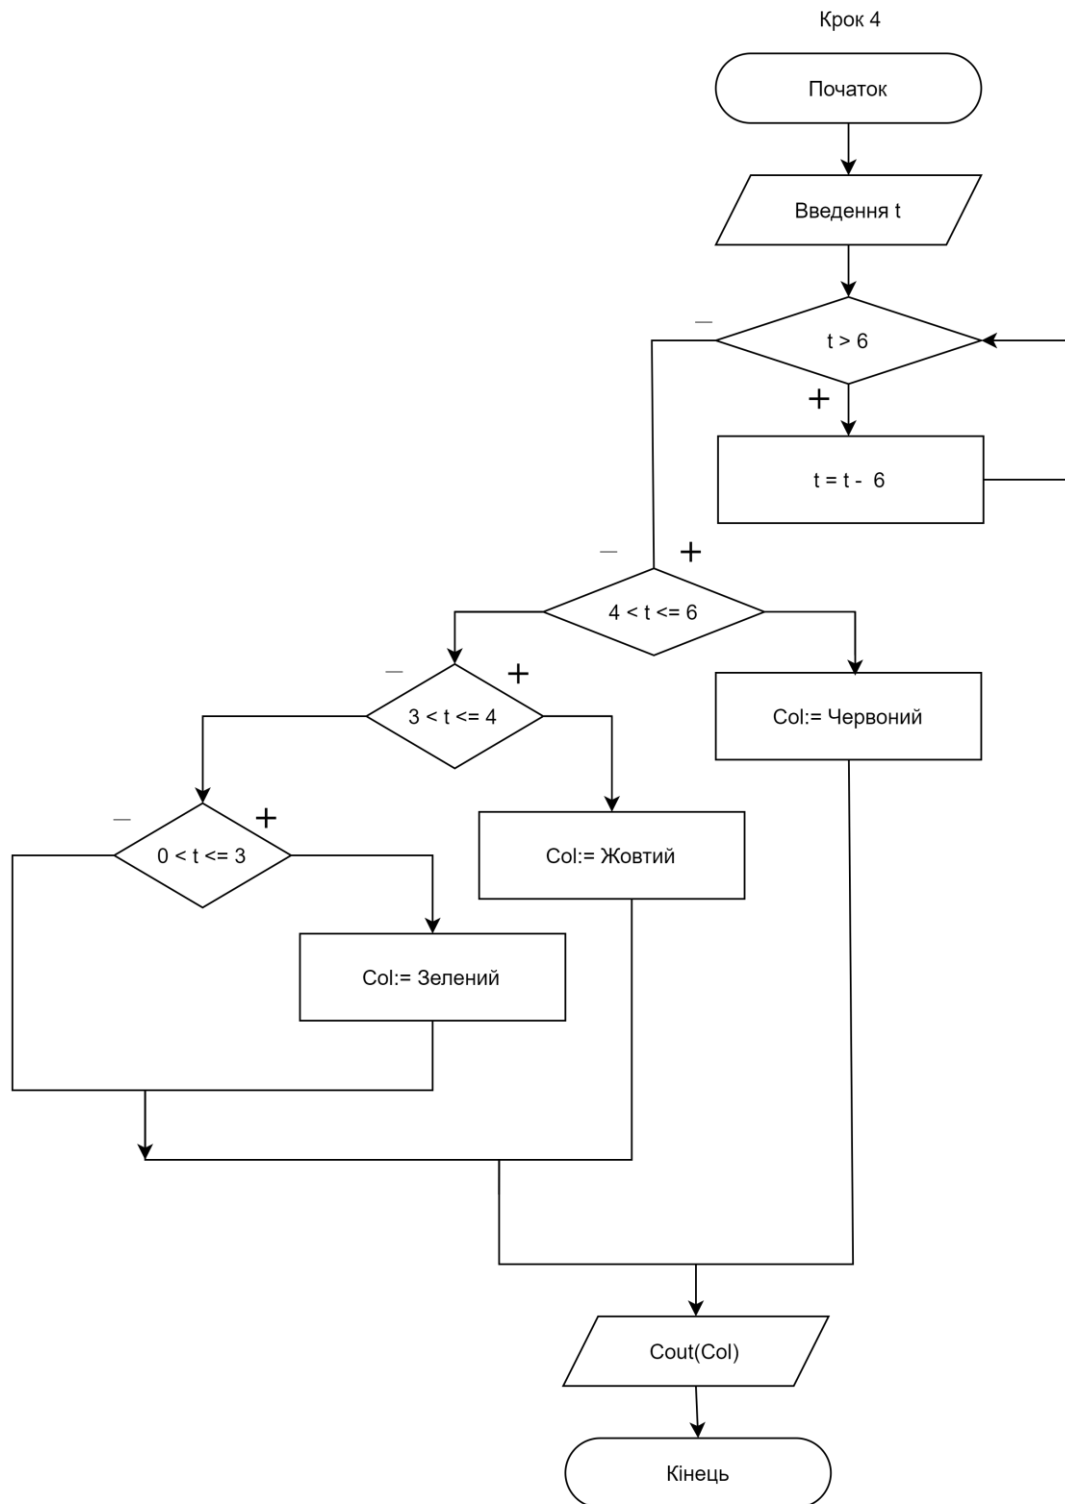 Крок 4
Початок
Введення t
t > 6
—
+
t = t - 6
—
+
4 < t <= 6
—
+
3 < t <= 4
Col:= Червоний
—
+
0 < t <= 3
Col:= Жовтий
Col:= Зелений
Cout(Col)
Кінець